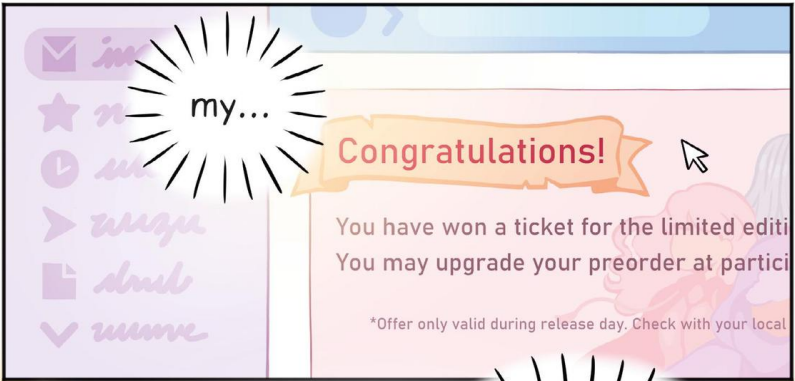 my...
Congratulations!
You have won a ticket for the limited editi
You may upgrade your preorder at partici
*Offer only valid during release day. Check with your local